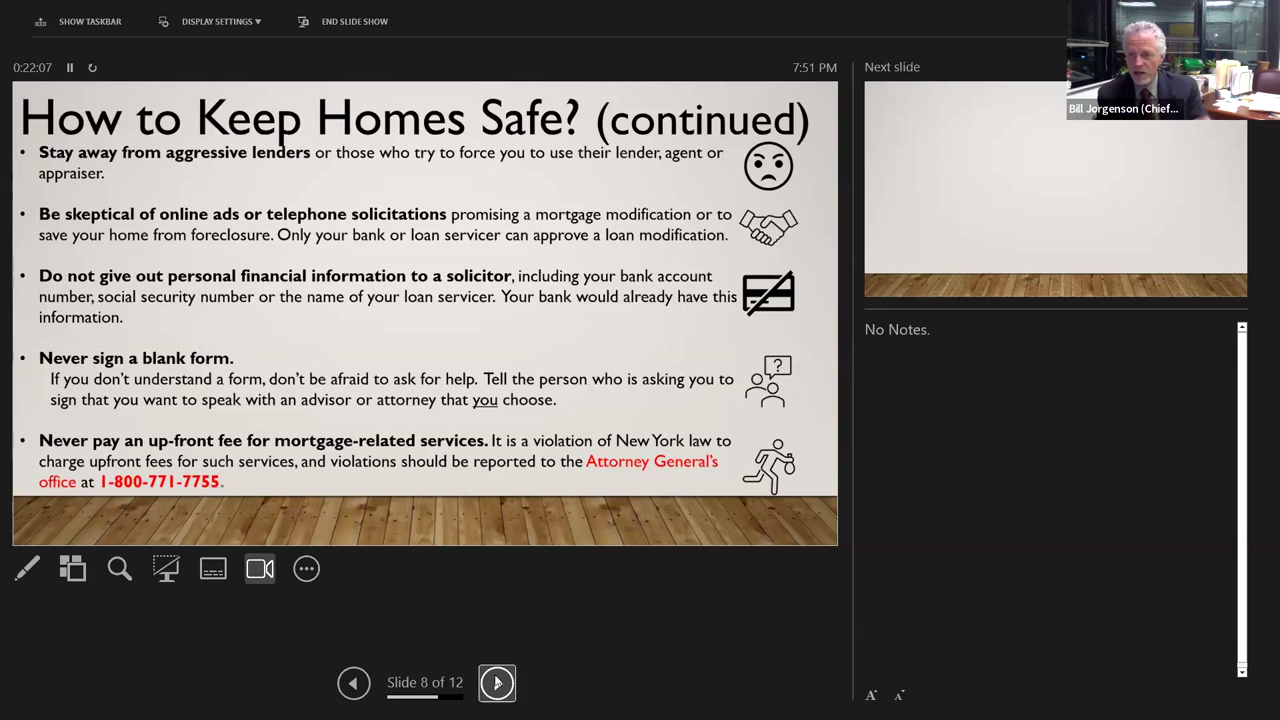 SHOW TASKBAR
DISPLAY SETTINGS ▼
END SLIDE SHOW
0:22:07
7:51 PM
How to Keep Homes Safe? (continued)
• Stay away from aggressive lenders or those who try to force you to use their lender, agent or
appraiser.
• Be skeptical of online ads or telephone solicitations promising a mortgage modification or to
save your home from foreclosure. Only your bank or loan servicer can approve a loan modification.
• Do not give out personal financial information to a solicitor, including your bank account
number, social security number or the name of your loan servicer. Your bank would already have this
information.
• Never sign a blank form.
If you don't understand a form, don't be afraid to ask for help. Tell the person who is asking you to
sign that you want to speak with an advisor or attorney that you choose.
?
• Never pay an up-front fee for mortgage-related services. It is a violation of New York law to
charge upfront fees for such services, and violations should be reported to the Attorney General's
office at 1-800-771-7755.
Slide 8 of 12
Next slide
Bill Jorgenson (Chief...
No Notes.
A A